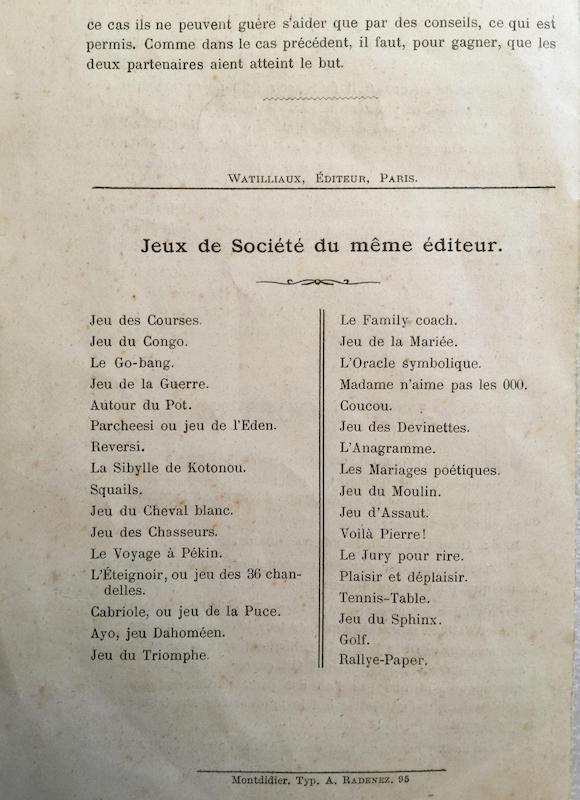 ce cas ils ne peuvent guère s'aider que par des conseils, ce qui est
permis. Comme dans le cas précédent, il faut, pour gagner, que les
deux partenaires aient atteint le but.
WATILLIAUX, ÉDITEUR, PARIS.
Jeux de Société du même éditeur.
Jeu des Courses.
Jeu du Congo.
Le Go-bang.
Jeu de la Guerre.
Autour du Pot.
Parcheesi ou jeu de l'Eden.
Reversi.
La Sibylle de Kotonou.
Squails.
Jeu du Cheval blanc.
Jeu des Chasseurs.
Le Voyage à Pékin.
L'Éteignoir, ou jeu des 36 chan-
delles.
Cabriole, ou jeu de la Puce.
Ayo, jeu Dahoméen.
Jeu du Triomphe.
Le Family coach.
Jeu de la Mariée.
L'Oracle symbolique.
Madame n'aime pas les 000.
Coucou.
Jeu des Devinettes.
L'Anagramme.
Les Mariages poétiques.
Jeu du Moulin.
Jeu d'Assaut.
Voilà Pierre!
Le Jury pour rire.
Plaisir et déplaisir.
Tennis-Table.
Jeu du Sphinx.
Golf.
Rallye-Paper.
Montdidier. Typ. A. RADENEZ. 95